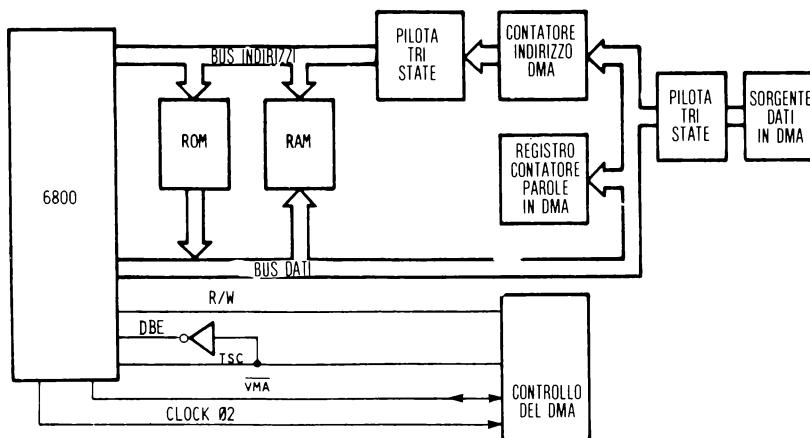 PILOTA
TRI
STATE
CONTATORE
INDIRIZZO
DMA
BUS INDIRIZZI
PILOTA
TRI
STATE
SORGENTE
DATI
IN DMA
ROM
RAM
REGISTRO
CONTATORE
PAROLE
IN DMA
6800
BUS DATI
R/W
DBE
TSC
VMA
CLOCK Ø2
CONTROLLO
DEL DMA